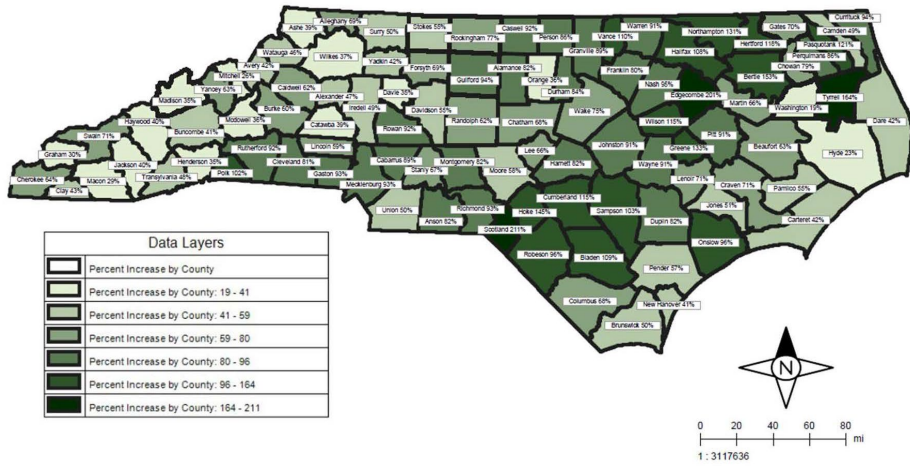 Ashe 39%
Alleghany 69%
Surry 50%
Stokes 55%
Rockingham 77%
Caswell 92%
Person 86%
Vance 110%
Warren 91%
Northampton 131%
Gates 70%
Currituck 94%
Camden 49%
Pasquotank 121%
Perquimans 86%
Chowan 79%
Hertford 118%
Halifax 108%
Bertie 153%
Granville 89%
Franklin 80%
Watauga 46%
Wilkes 37%
Yadkin 42%
Forsyth 69%
Guilford 94%
Alamance 82%
Orange 36%
Durham 84%
Nash 96%
Edgecombe 201%
Martin 66%
Washington 19%
Tyrrell 164%
Dare 42%
Avery 42%
Mitchell 26%
Yancey 63%
Caldwell 62%
Alexander 47%
Iredell 49%
Davie 38%
Davidson 55%
Randolph 62%
Chatham 68%
Wake 75%
Wilson 115%
Pitt 91%
Beaufort 63%
Hyde 23%
Madison 35%
Burke 60%
Mcdowell 36%
Catawba 39%
Rowan 92%
Buncombe 41%
Haywood 40%
Swain 71%
Graham 30%
Rutherford 92%
Lincoln 69%
Cabarrus 89%
Montgomery 82%
Moore 58%
Lee 66%
Harnett 82%
Johnston 91%
Greene 133%
Wayne 91%
Lenoir 71%
Craven 71%
Pamlico 55%
Cherokee 64%
Clay 43%
Macon 29%
Jackson 40%
Transylvania 48%
Henderson 35%
Polk 102%
Cleveland 81%
Gaston 93%
Mecklenburg 93%
Stanly 67%
Union 50%
Anson 82%
Richmond 93%
Scotland 211%
Hoke 148%
Cumberland 115%
Sampson 103%
Duplin 82%
Jones 51%
Carteret 42%
Onslow 96%
Robeson 96%
Bladen 109%
Pender 87%
Columbus 68%
New Hanover 41%
Brunswick 50%
Data Layers
Percent Increase by County
Percent Increase by County: 19 - 41
Percent Increase by County: 41 - 59
Percent Increase by County: 59 - 80
Percent Increase by County: 80 - 96
Percent Increase by County: 96 - 164
Percent Increase by County: 164 - 211
N
0 20 40 60 80
mi
1 : 3117636